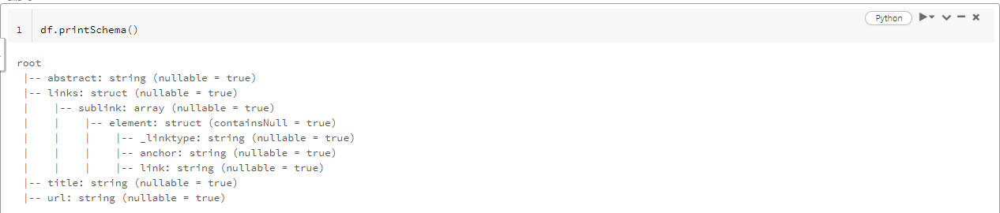 Python
1 df.printSchema()
root
 |-- abstract: string (nullable = true)
 |-- links: struct (nullable = true)
 |    |-- sublink: array (nullable = true)
 |    |    |-- element: struct (containsNull = true)
 |    |    |    |-- _linktype: string (nullable = true)
 |    |    |    |-- anchor: string (nullable = true)
 |    |    |    |-- link: string (nullable = true)
 |-- title: string (nullable = true)
 |-- url: string (nullable = true)